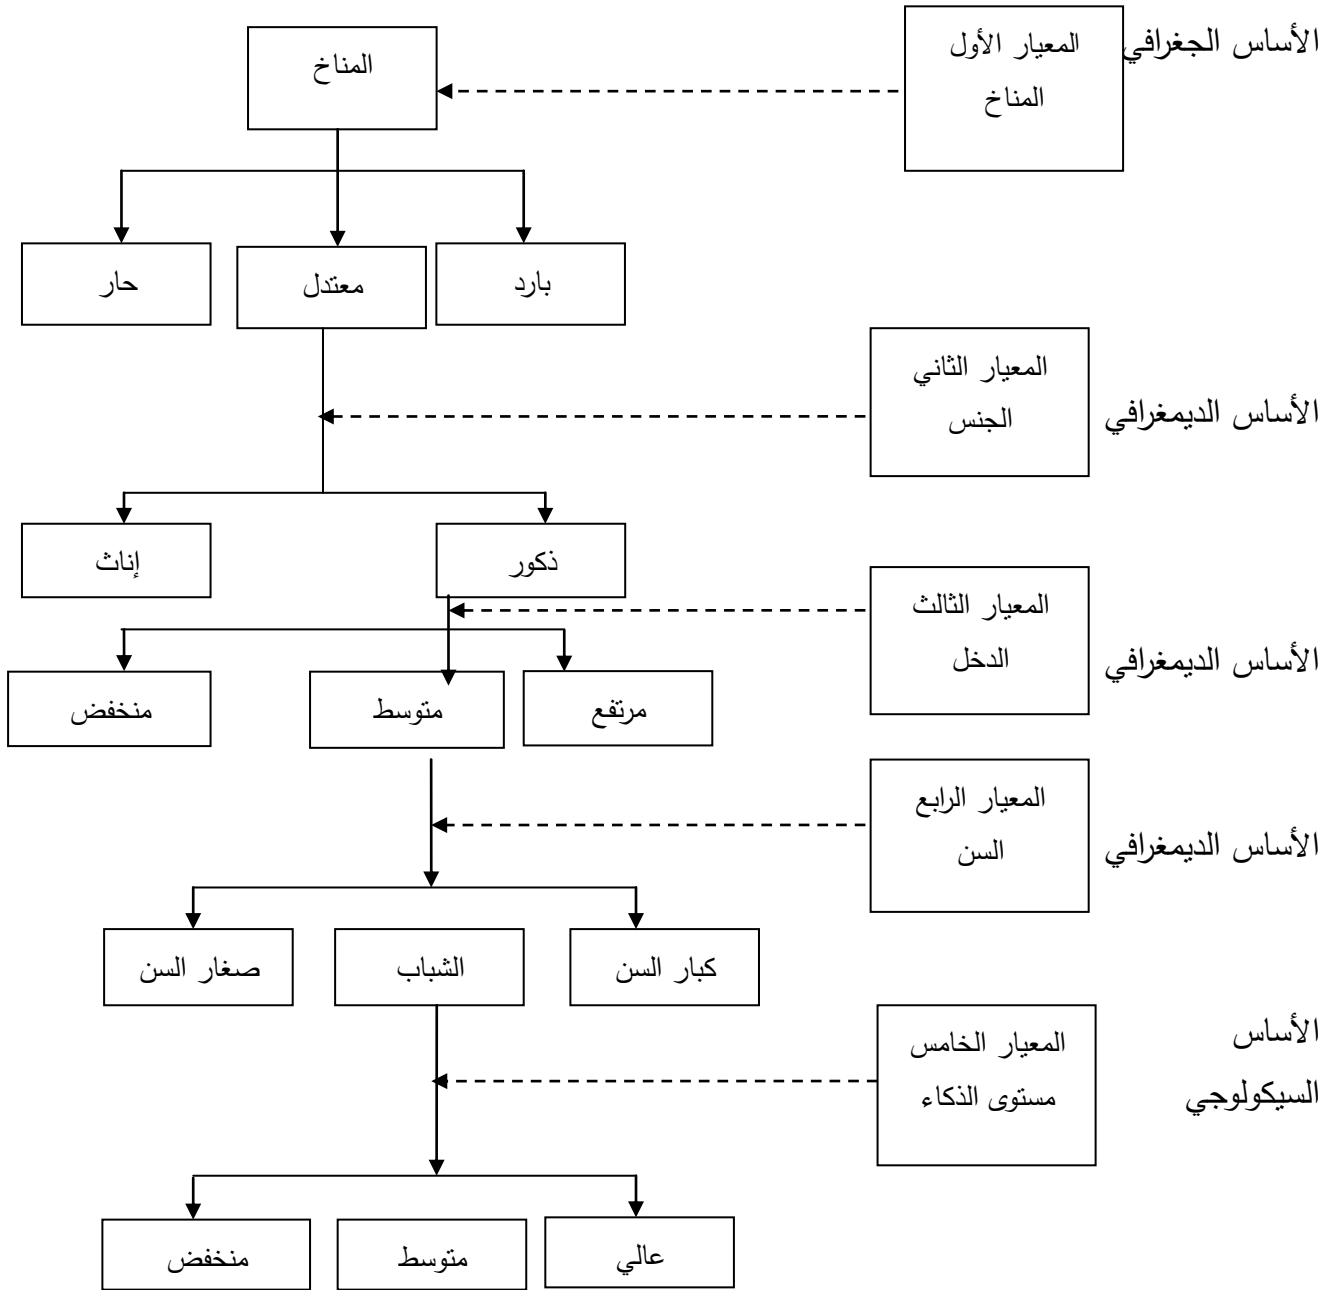 الأساس الجغرافي
المعيار الأول
المناخ
المناخ
بارد
معتدل
حار
الأساس الديمغرافي
المعيار الثاني
الجنس
ذكور
إناث
الأساس الديمغرافي
المعيار الثالث
الدخل
مرتفع
متوسط
منخفض
الأساس الديمغرافي
المعيار الرابع
السن
كبار السن
الشباب
صغار السن
الأساس
السيكولوجي
المعيار الخامس
مستوى الذكاء
عالي
متوسط
منخفض